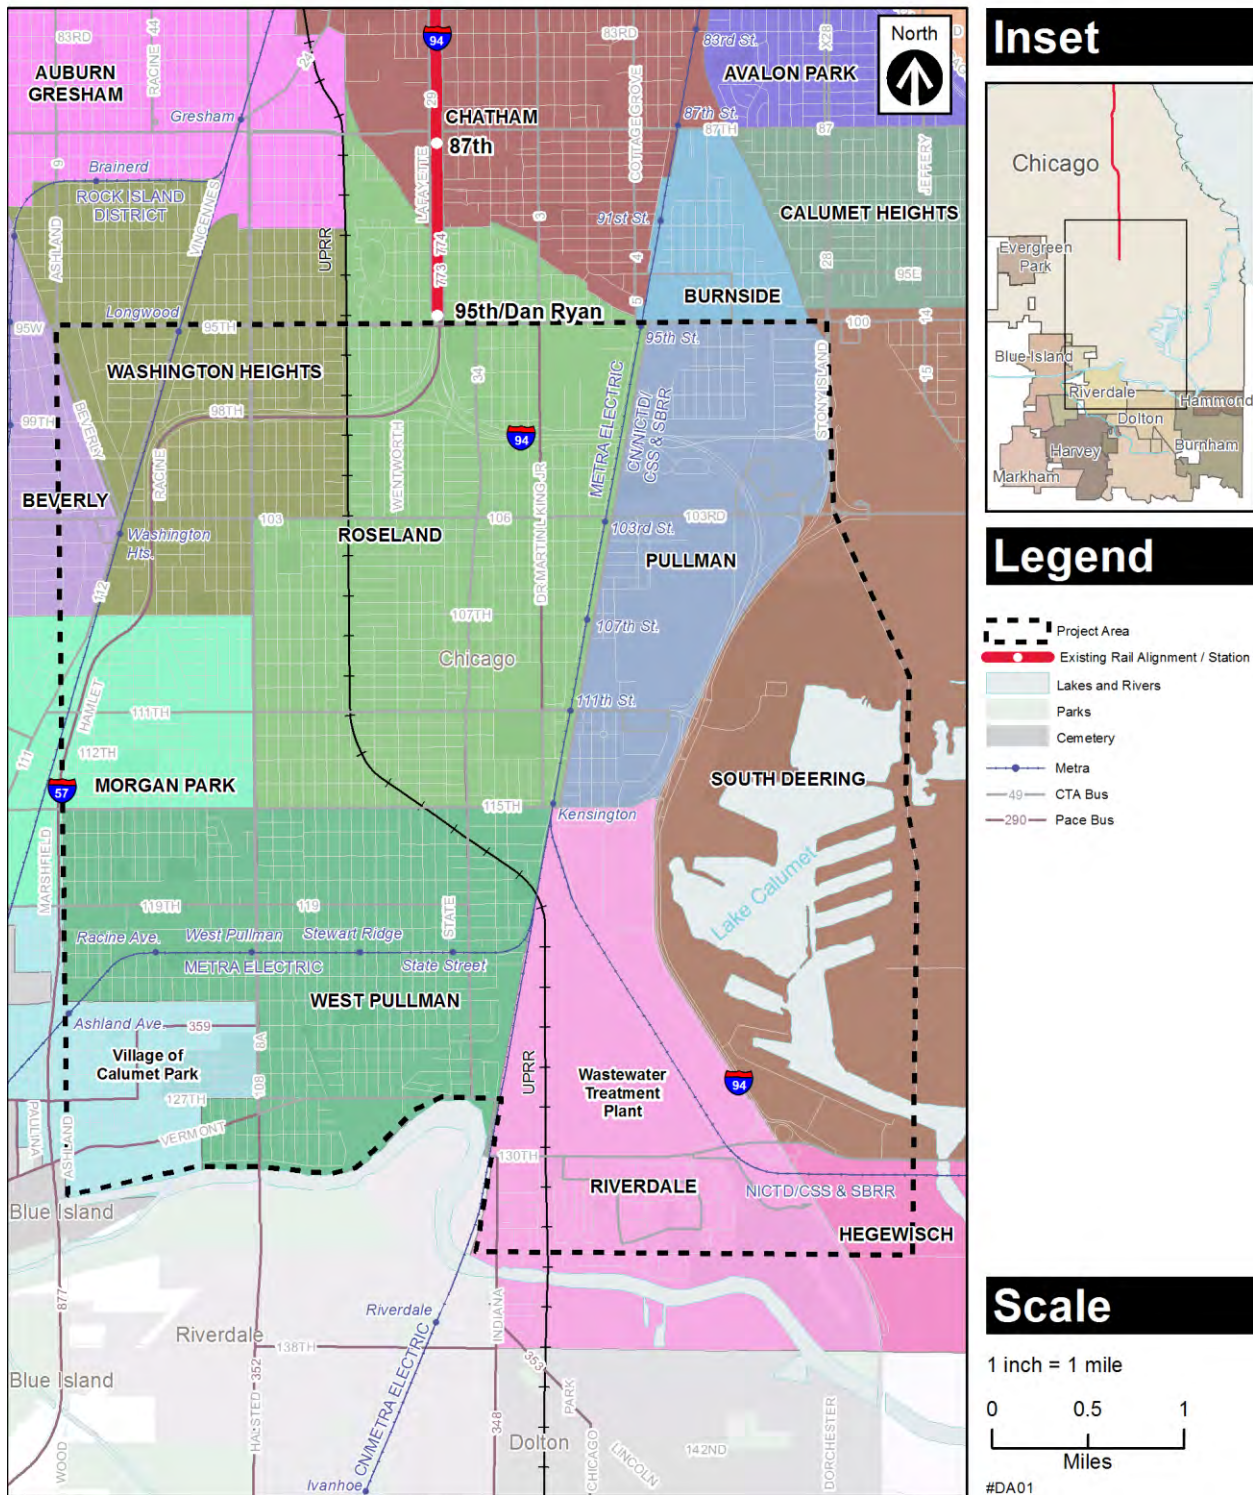 83RD
RACINE
44
24
94
83RD
83rd St.
X28
D
North
AUBURN
GRESHAM
AVALON PARK
29
CHATHAM
COTTAGE GROVE
Gresham
87th St.
87TH
87
87th
9
Brainerd
LAFAYETTE
JEFFERY
ROCK ISLAND
DISTRICT
VINCENNES
ASHLAND
UPRR
3
91st St.
CALUMET HEIGHTS
774
773
4
28
95E
BURNSIDE
5
Longwood
95th/Dan Ryan
95W
95TH
95th St.
100
14
WASHINGTON HEIGHTS
34
METRA ELECTRIC
CN/NICTD/
CSS & SBRR
STONY ISLAND
15
BEVERLY
98TH
99TH
WENTWORTH
94
DR MARTIN L KING JR
RACINE
BEVERLY
103
106
103RD
103rd St.
Washington
Hts.
ROSELAND
PULLMAN
112
107TH
107th St.
Chicago
HAMLET
111TH
111th St.
111
112TH
57
MORGAN PARK
SOUTH DEERING
115TH
Kensington
MARSHFIELD
Lake Calumet
119TH
119
STATE
Racine Ave.
West Pullman
Stewart Ridge
METRA ELECTRIC
State Street
WEST PULLMAN
Ashland Ave.
359
8A
Village of
Calumet Park
UPRR
Wastewater
Treatment
Plant
94
108
127TH
PAULINA
VERMONT
ASHLAND
130TH
RIVERDALE
NICTD/CSS & SBRR
Blue Island
HEGEWISCH
877
INDIANA
Riverdale
Riverdale
138TH
353
352
Blue Island
HALSTED
CN/METRA ELECTRIC
348
PARK
Dolton
CHICAGO
LINCOLN
142ND
DORCHESTER
WOOD
Ivanhoe
Inset
Chicago
Evergreen
Park
Blue Island
Riverdale
Hammond
Dolton
Harvey
Burnham
Markham
Legend
Project Area
Existing Rail Alignment / Station
Lakes and Rivers
Parks
Cemetery
Metra
49 CTA Bus
290 Pace Bus
Scale
1 inch = 1 mile
0 0.5 1
Miles
#DA01